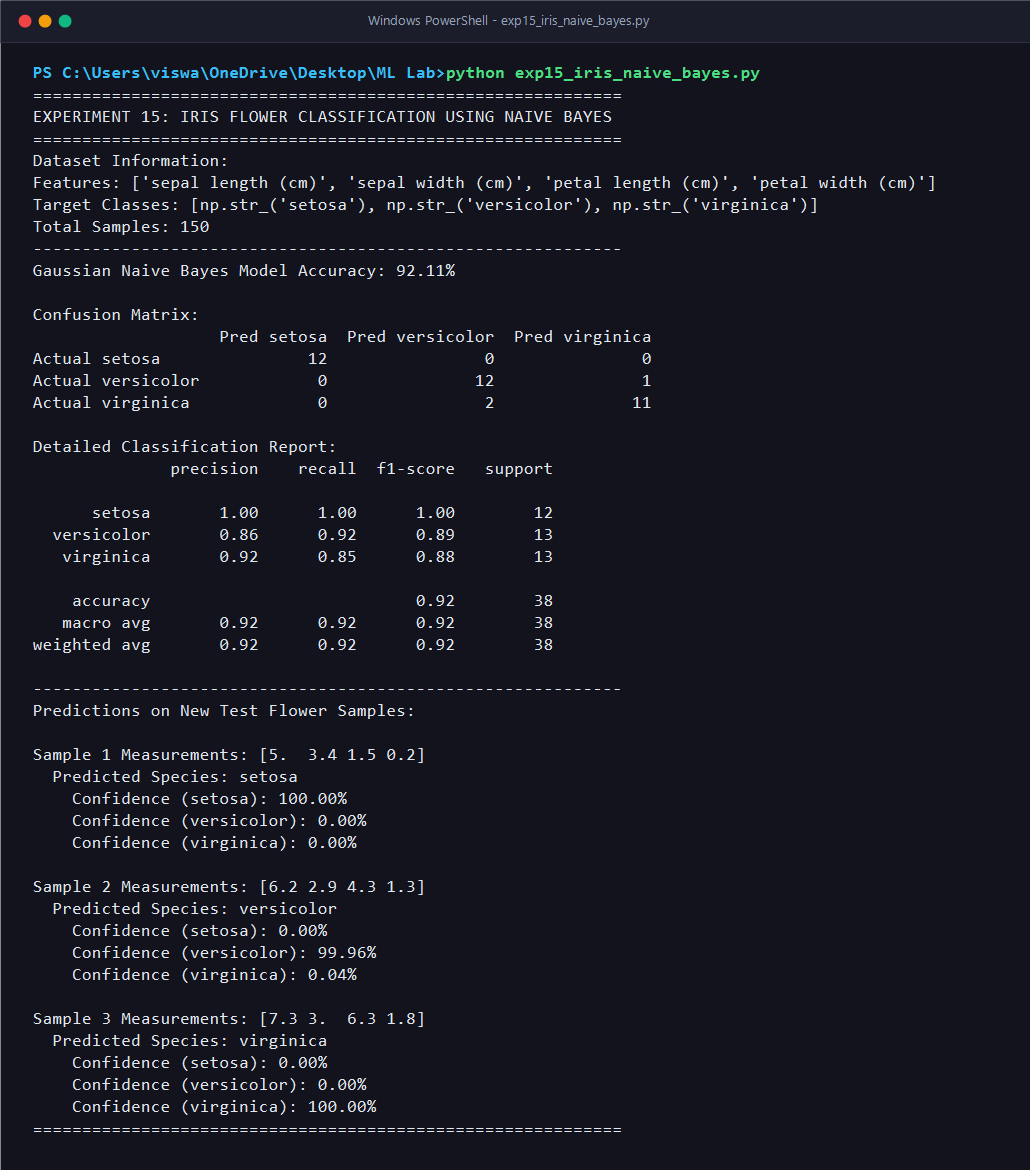 Windows PowerShell - exp15_iris_naive_bayes.py
PS C:\Users\viswa\OneDrive\Desktop\ML Lab>python exp15_iris_naive_bayes.py
============================================================
EXPERIMENT 15: IRIS FLOWER CLASSIFICATION USING NAIVE BAYES
============================================================
Dataset Information:
Features: ['sepal length (cm)', 'sepal width (cm)', 'petal length (cm)', 'petal width (cm)']
Target Classes: [np.str_('setosa'), np.str_('versicolor'), np.str_('virginica')]
Total Samples: 150
------------------------------------------------------------
Gaussian Naive Bayes Model Accuracy: 92.11%

Confusion Matrix:
                   Pred setosa  Pred versicolor  Pred virginica
Actual setosa               12                0               0
Actual versicolor            0               12               1
Actual virginica             0                2              11

Detailed Classification Report:
              precision    recall  f1-score   support

      setosa       1.00      1.00      1.00        12
  versicolor       0.86      0.92      0.89        13
   virginica       0.92      0.85      0.88        13

    accuracy                           0.92        38
   macro avg       0.92      0.92      0.92        38
weighted avg       0.92      0.92      0.92        38

------------------------------------------------------------
Predictions on New Test Flower Samples:

Sample 1 Measurements: [5.  3.4 1.5 0.2]
  Predicted Species: setosa
    Confidence (setosa): 100.00%
    Confidence (versicolor): 0.00%
    Confidence (virginica): 0.00%

Sample 2 Measurements: [6.2 2.9 4.3 1.3]
  Predicted Species: versicolor
    Confidence (setosa): 0.00%
    Confidence (versicolor): 99.96%
    Confidence (virginica): 0.04%

Sample 3 Measurements: [7.3 3.  6.3 1.8]
  Predicted Species: virginica
    Confidence (setosa): 0.00%
    Confidence (versicolor): 0.00%
    Confidence (virginica): 100.00%
============================================================